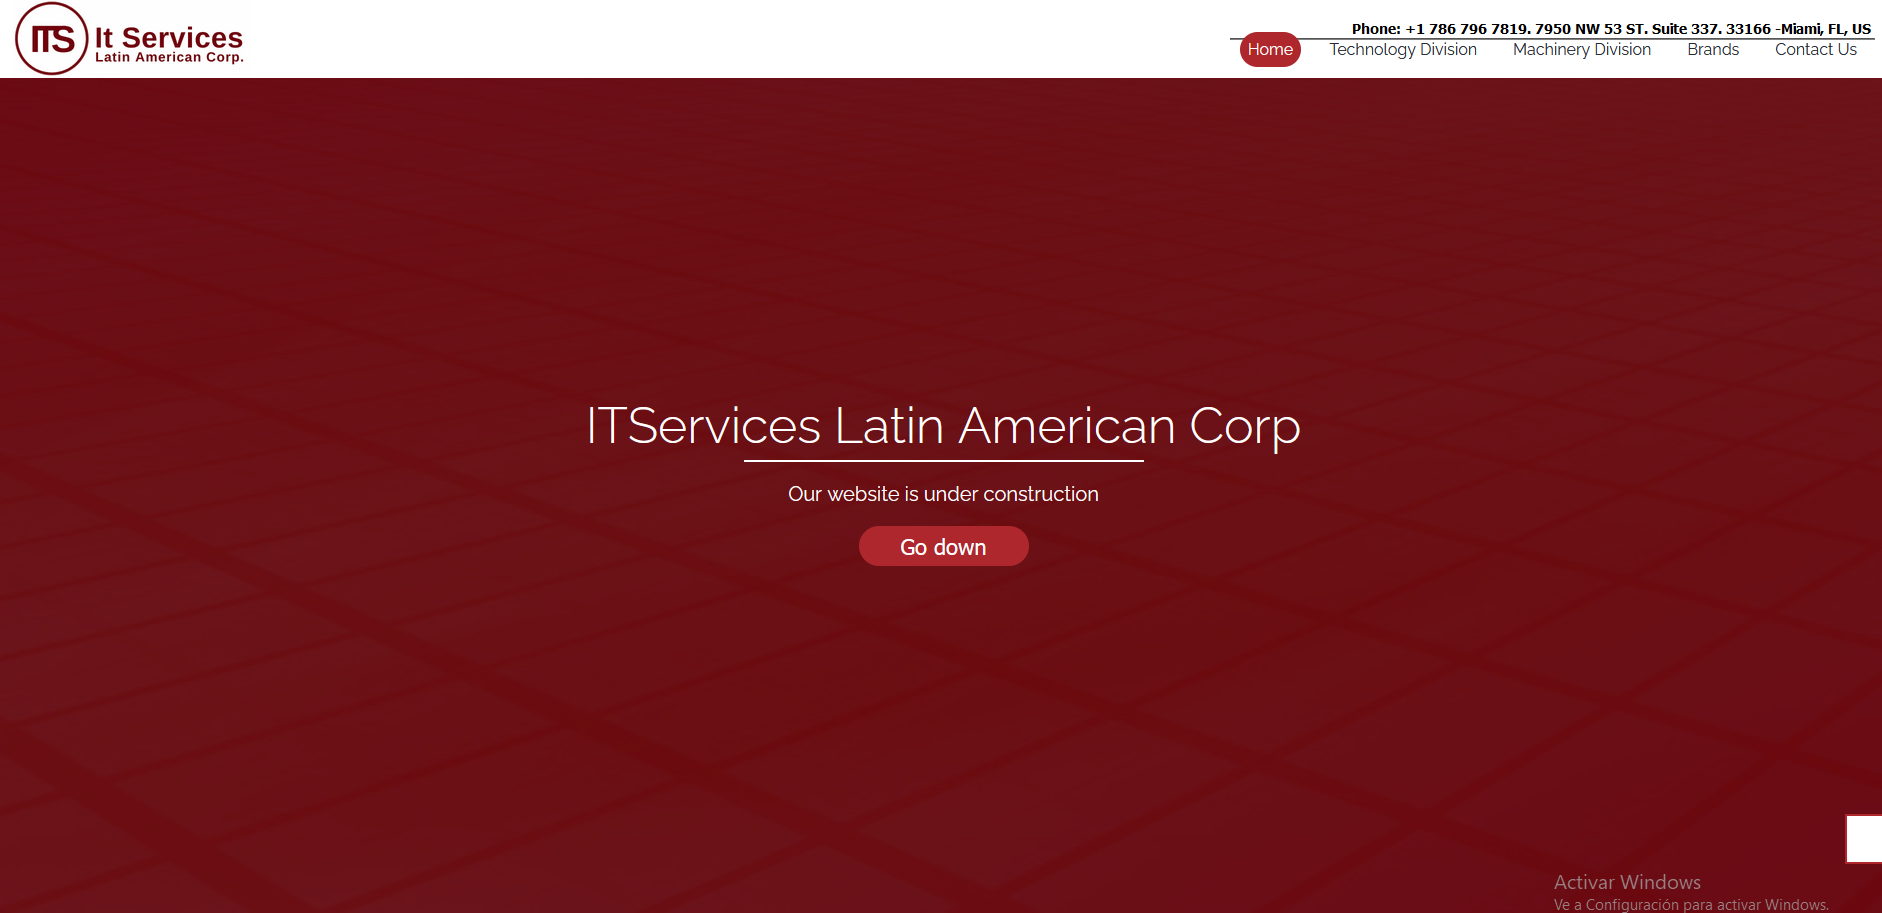 ITS It Services
Latin American Corp.
Phone: +1 786 796 7819. 7950 NW 53 ST. Suite 337. 33166 -Miami, FL, US
Home Technology Division Machinery Division Brands Contact Us
ITServices Latin American Corp
Our website is under construction
Go down
Activar Windows
Ve a Configuración para activar Windows.